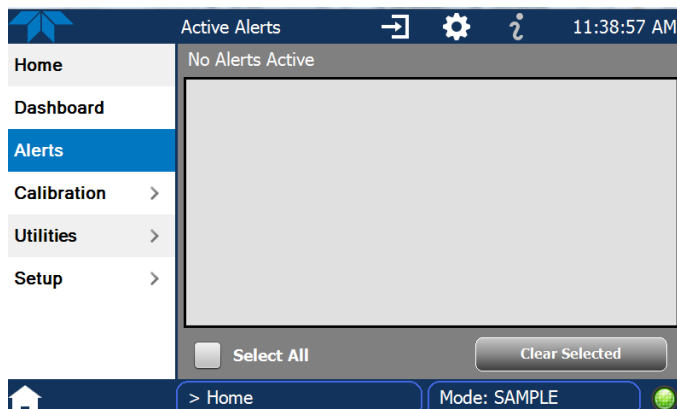 Active Alerts
11:38:57 AM
Home
Dashboard
Alerts
Calibration
Utilities
Setup
No Alerts Active
Select All
Clear Selected
> Home
Mode: SAMPLE